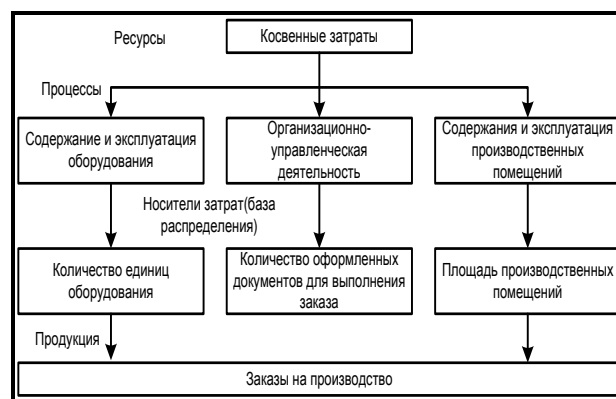 Ресурсы
Косвенные затраты
Процессы
Содержание и эксплуатация
оборудования
Организационно-
управленческая
деятельность
Содержания и эксплуатация
производственных
помещений
Носители затрат(база
распределения)
Количество единиц
оборудования
Количество оформленных
документов для выполнения
заказа
Площадь производственных
помещений
Продукция
Заказы на производство